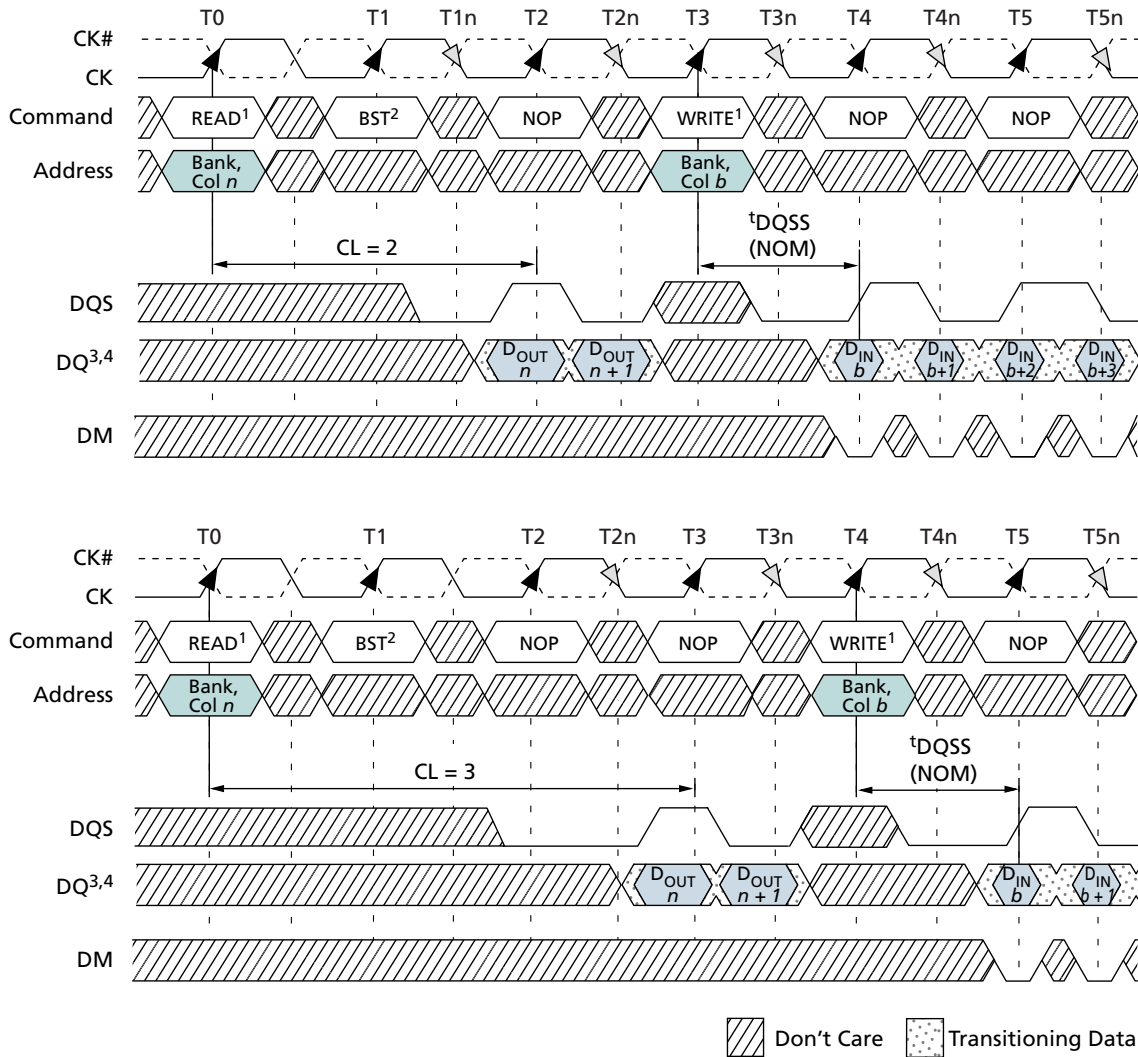 T0 T1 T1n T2 T2n T3 T3n T4 T4n T5 T5n
CK#
CK
Command READ1 BST2 NOP WRITE1 NOP NOP
Address Bank, Col n Bank, Col b
CL = 2
tDQSS (NOM)
DQS
DQ3,4 DOUT n DOUT n + 1 DIN b DIN b+1 DIN b+2 DIN b+3
DM
T0 T1 T2 T2n T3 T3n T4 T4n T5 T5n
CK#
CK
Command READ1 BST2 NOP NOP WRITE1 NOP
Address Bank, Col n Bank, Col b
CL = 3
tDQSS (NOM)
DQS
DQ3,4 DOUT n DOUT n + 1 DIN b DIN b + 1
DM
Don't Care Transitioning Data